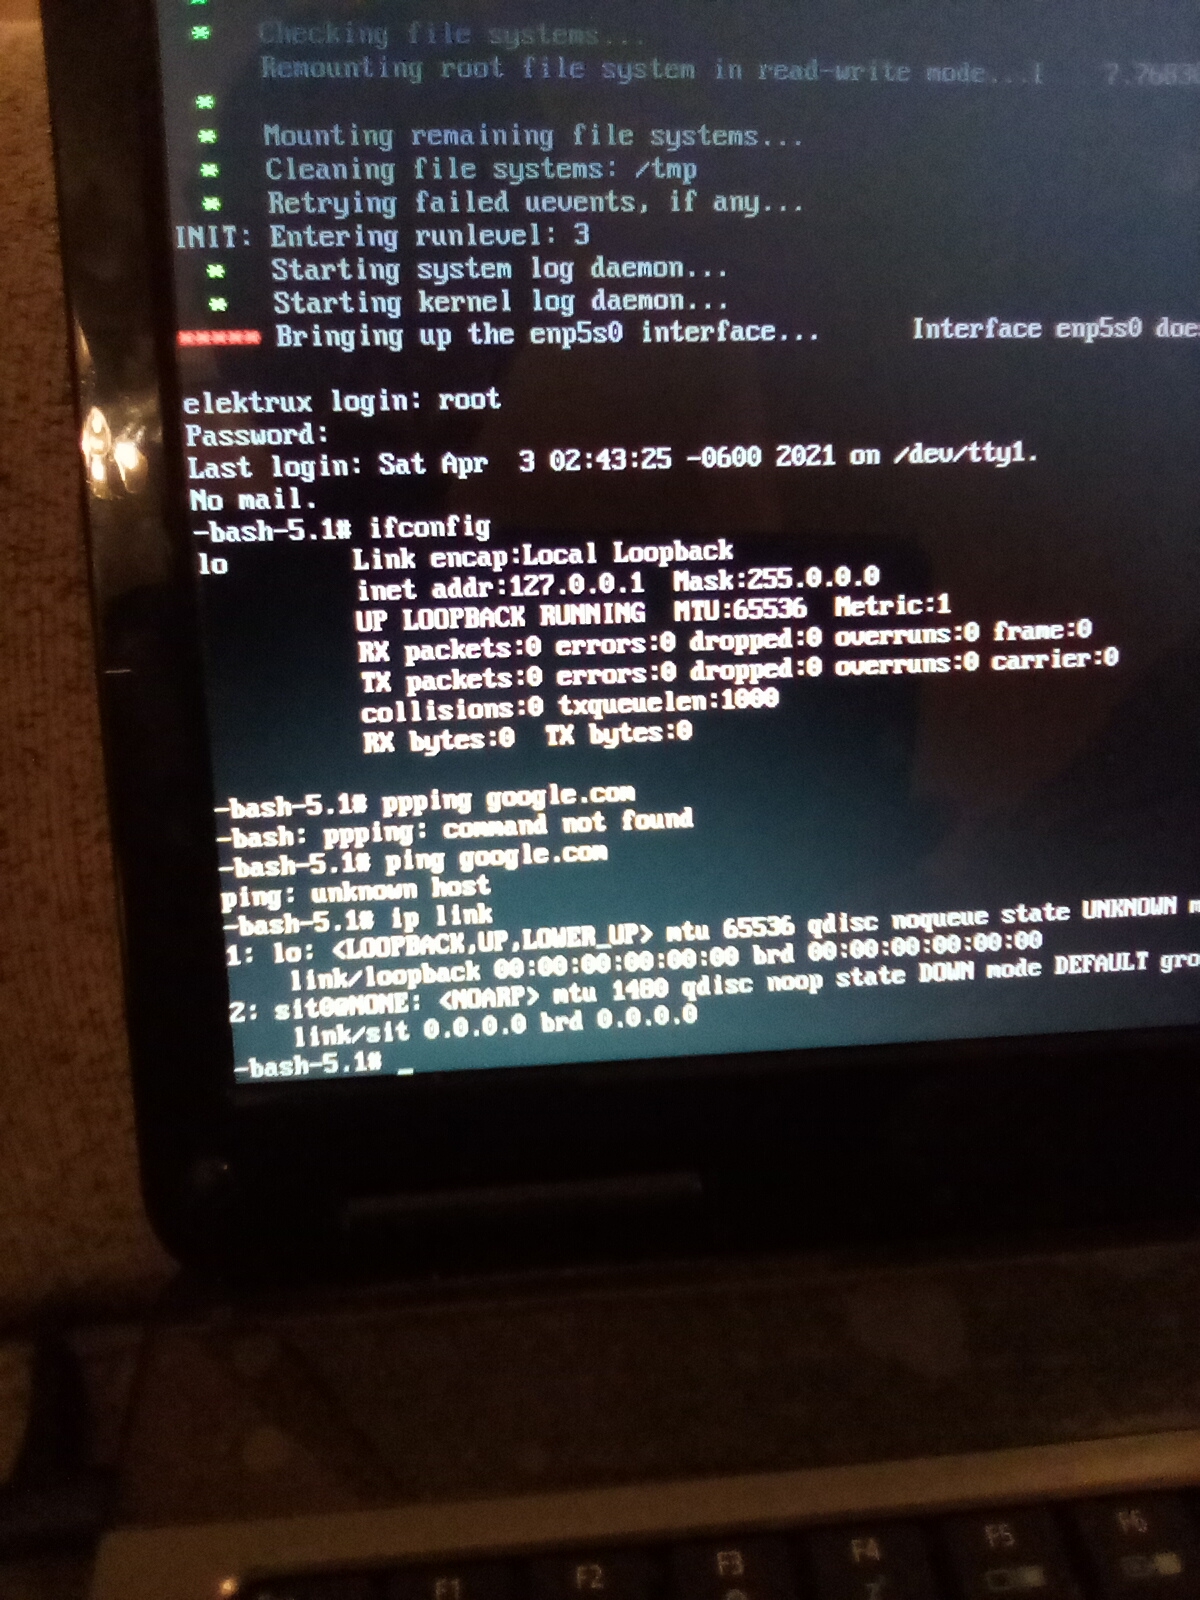 * Checking file systems...
Remounting root file system in read-write mode...[ 7.7683
*
* Mounting remaining file systems...
* Cleaning file systems: /tmp
* Retrying failed uevents, if any...
INIT: Entering runlevel: 3
* Starting system log daemon...
* Starting kernel log daemon...
***** Bringing up the enp5s0 interface... Interface enp5s0 doe
elektrux login: root
Password:
Last login: Sat Apr 3 02:43:25 -0600 2021 on /dev/tty1.
No mail.
-bash-5.1# ifconfig
lo Link encap:Local Loopback
inet addr:127.0.0.1 Mask:255.0.0.0
UP LOOPBACK RUNNING MTU:65536 Metric:1
RX packets:0 errors:0 dropped:0 overruns:0 frame:0
TX packets:0 errors:0 dropped:0 overruns:0 carrier:0
collisions:0 txqueuelen:1000
RX bytes:0 TX bytes:0
-bash-5.1# ppping google.com
-bash: ppping: command not found
-bash-5.1# ping google.com
ping: unknown host
-bash-5.1# ip link
1: lo: <LOOPBACK,UP,LOWER_UP> mtu 65536 qdisc noqueue state UNKNOWN m
link/loopback 00:00:00:00:00:00 brd 00:00:00:00:00:00
2: sit0@NONE: <NOARP> mtu 1480 qdisc noop state DOWN mode DEFAULT gro
link/sit 0.0.0.0 brd 0.0.0.0
-bash-5.1# _
F1 F2 F3 F4 F5 F6